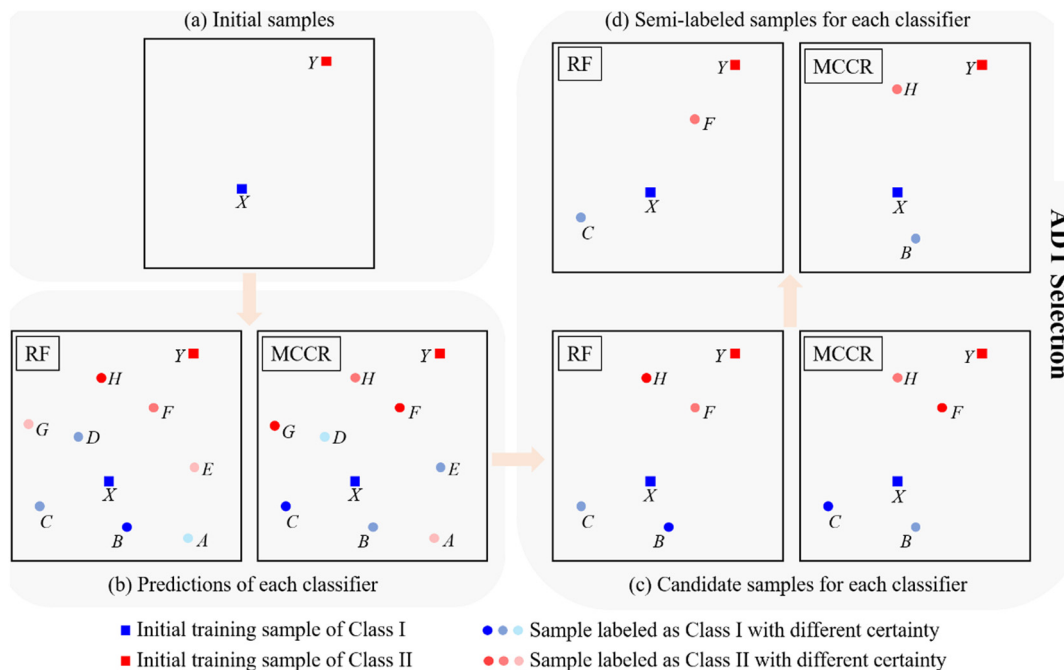 (a) Initial samples
Y
X
(b) Predictions of each classifier
RF
Y
H
F
G
D
E
X
C
B
A
MCCR
Y
H
F
G
D
E
X
C
B
A
(c) Candidate samples for each classifier
RF
Y
H
F
X
C
B
MCCR
Y
H
F
X
C
B
(d) Semi-labeled samples for each classifier
RF
Y
F
X
C
MCCR
Y
H
X
B
ADT Selection
Initial training sample of Class I
Initial training sample of Class II
Sample labeled as Class I with different certainty
Sample labeled as Class II with different certainty